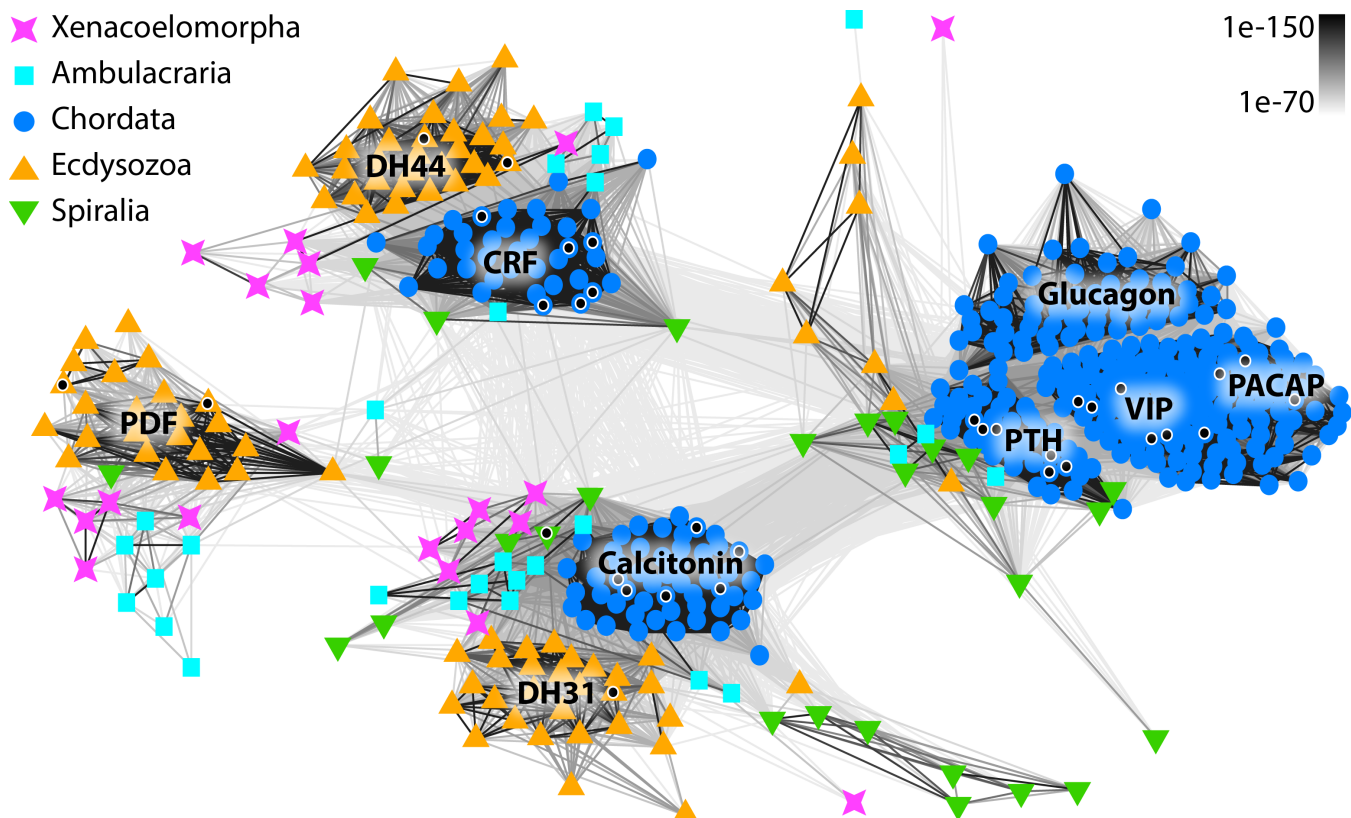 Xenacoelomorpha
Ambulacraria
Chordata
Ecdysozoa
Spiralia
1e-150
1e-70
DH44
CRF
Glucagon
PACAP
VIP
PTH
PDF
Calcitonin
DH31